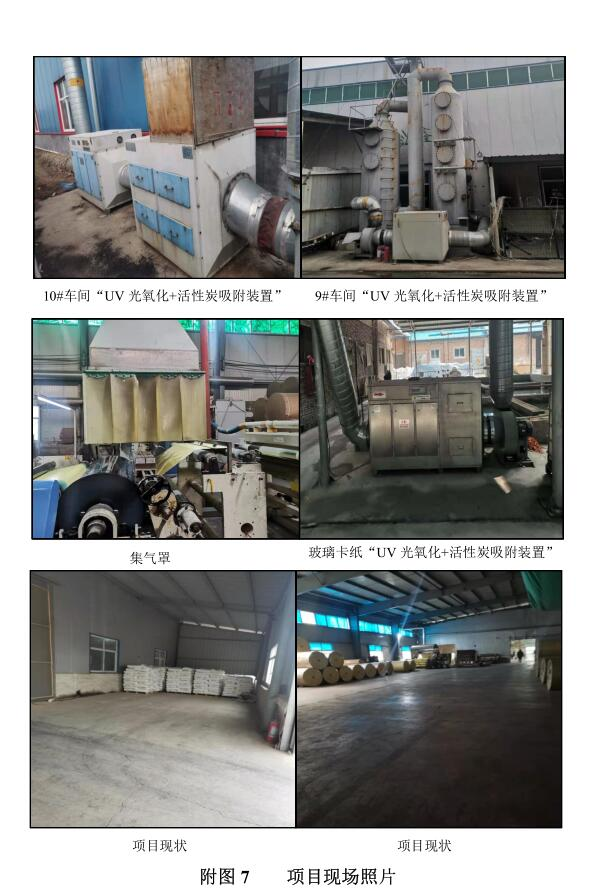 10#车间“UV 光氧化+活性炭吸附装置”
9#车间“UV 光氧化+活性炭吸附装置”
集气罩
玻璃卡纸“UV 光氧化+活性炭吸附装置”
项目现状
项目现状
附图 7 项目现场照片